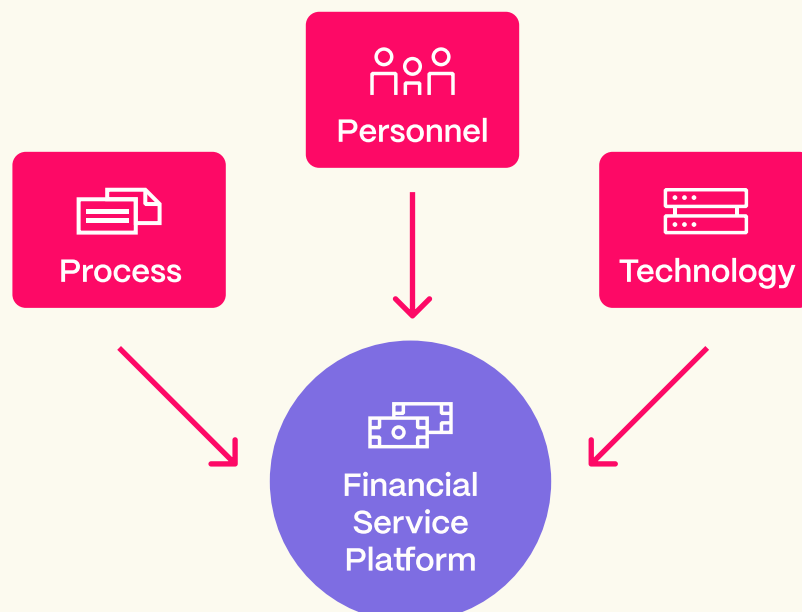 Personnel
Process
Technology
Financial
Service
Platform